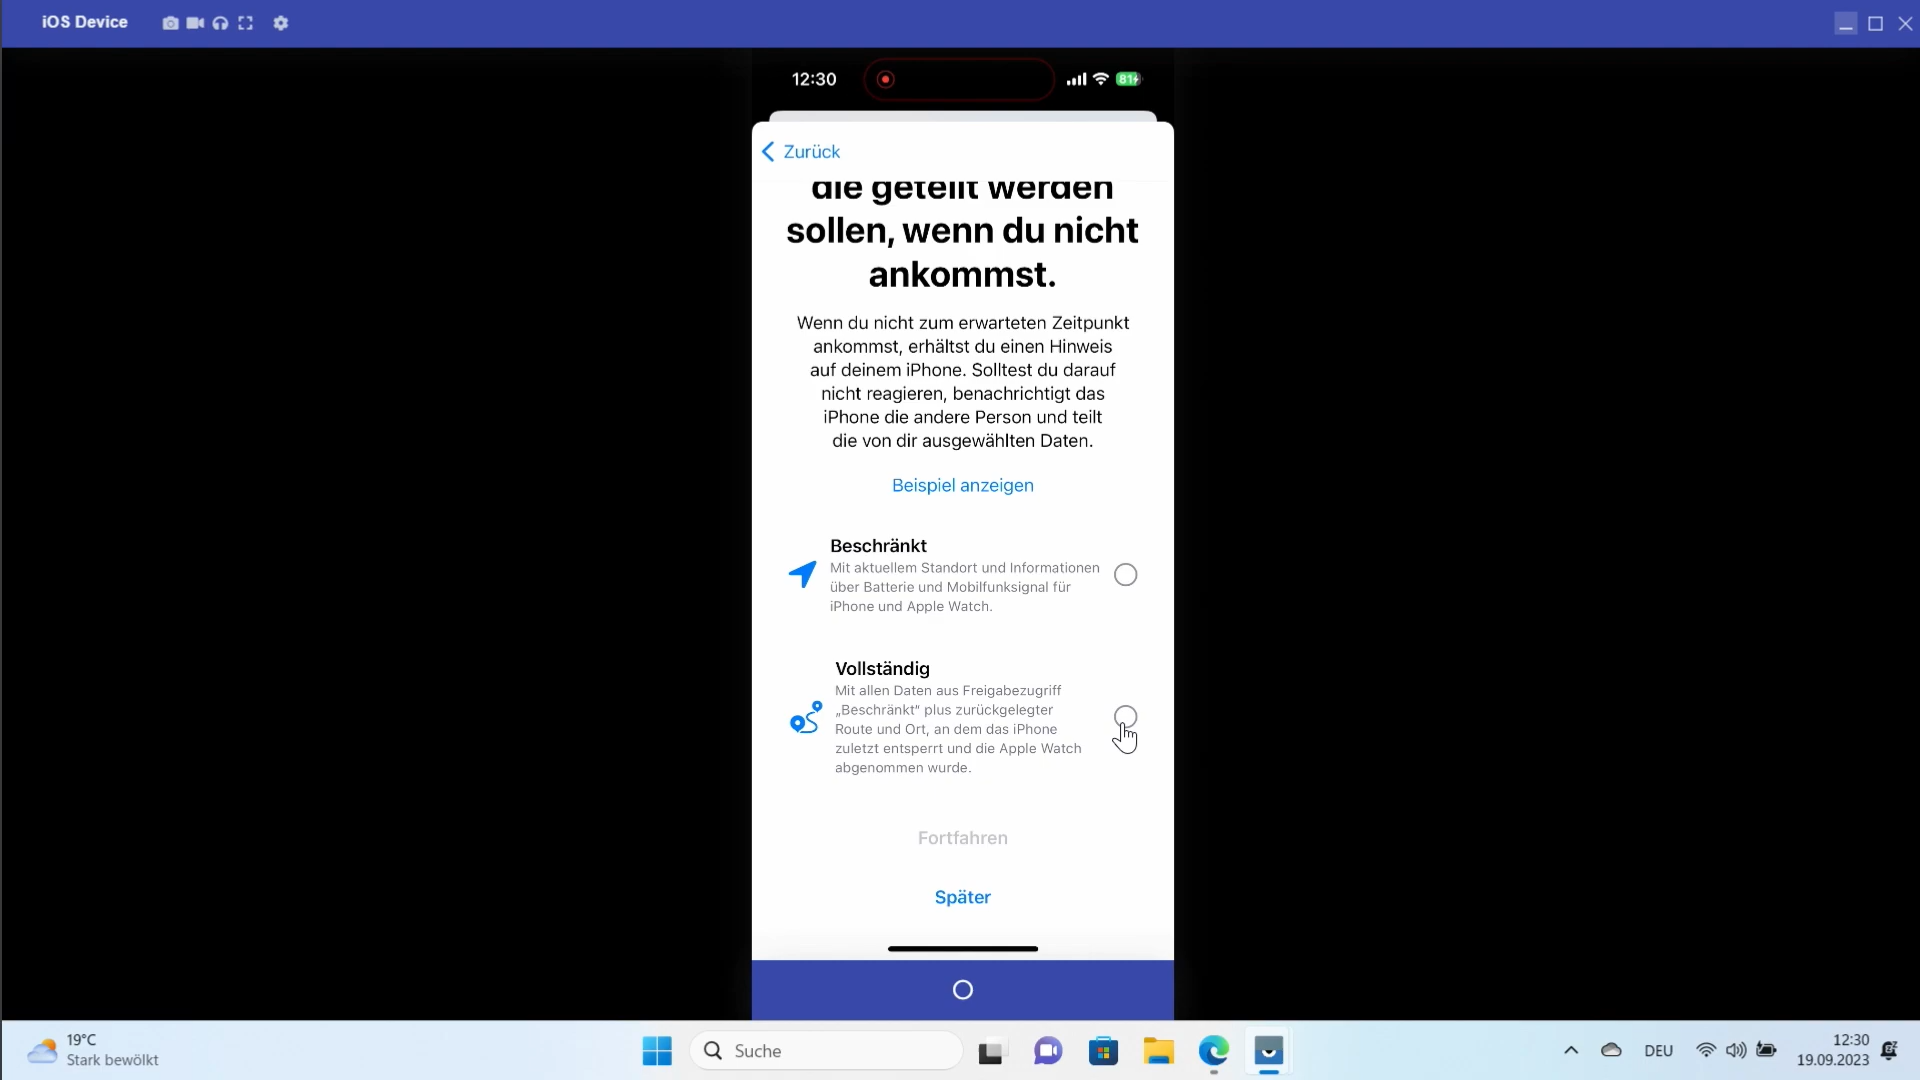 iOS Device
12:30
81
Zurück
die geteilt werden
sollen, wenn du nicht
ankommst.
Wenn du nicht zum erwarteten Zeitpunkt
ankommst, erhältst du einen Hinweis
auf deinem iPhone. Solltest du darauf
nicht reagieren, benachrichtigt das
iPhone die andere Person und teilt
die von dir ausgewählten Daten.
Beispiel anzeigen
Beschränkt
Mit aktuellem Standort und Informationen
über Batterie und Mobilfunksignal für
iPhone und Apple Watch.
Vollständig
Mit allen Daten aus Freigabezugriff
„Beschränkt“ plus zurückgelegter
Route und Ort, an dem das iPhone
zuletzt entsperrt und die Apple Watch
abgenommen wurde.
Fortfahren
Später
19°C
Stark bewölkt
Suche
DEU
12:30
19.09.2023